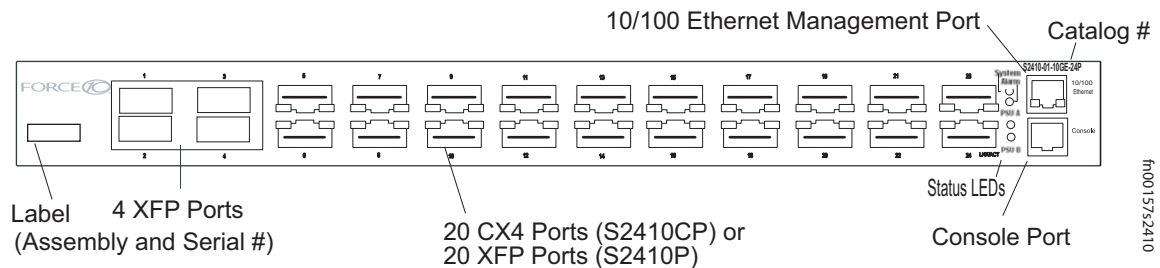 10/100 Ethernet Management Port
Catalog #
S2410-01-10GE-24P
FORCE10
1 3 5 7 9 11 13 15 17 19 21 23
System
Alarm
10/100
Ethernet
PSU A
Console
2 4 6 8 10 12 14 16 18 20 22 24
LNK/ACT
PSU B
Status LEDs
Label
(Assembly and Serial #)
4 XFP Ports
20 CX4 Ports (S2410CP) or
20 XFP Ports (S2410P)
Console Port
fn00157s2410